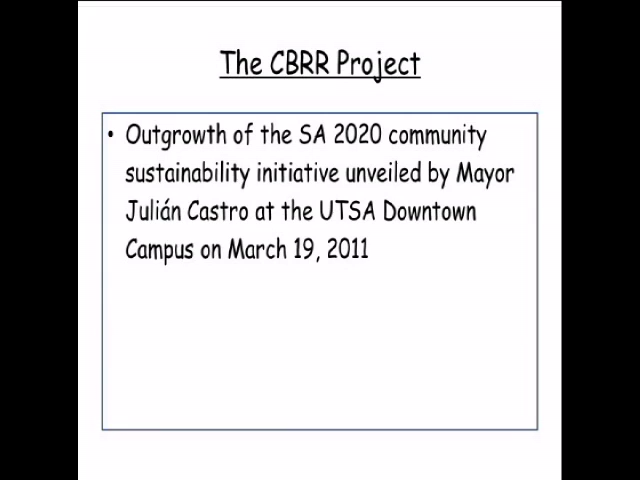 The CBRR Project
• Outgrowth of the SA 2020 community
sustainability initiative unveiled by Mayor
Julián Castro at the UTSA Downtown
Campus on March 19, 2011